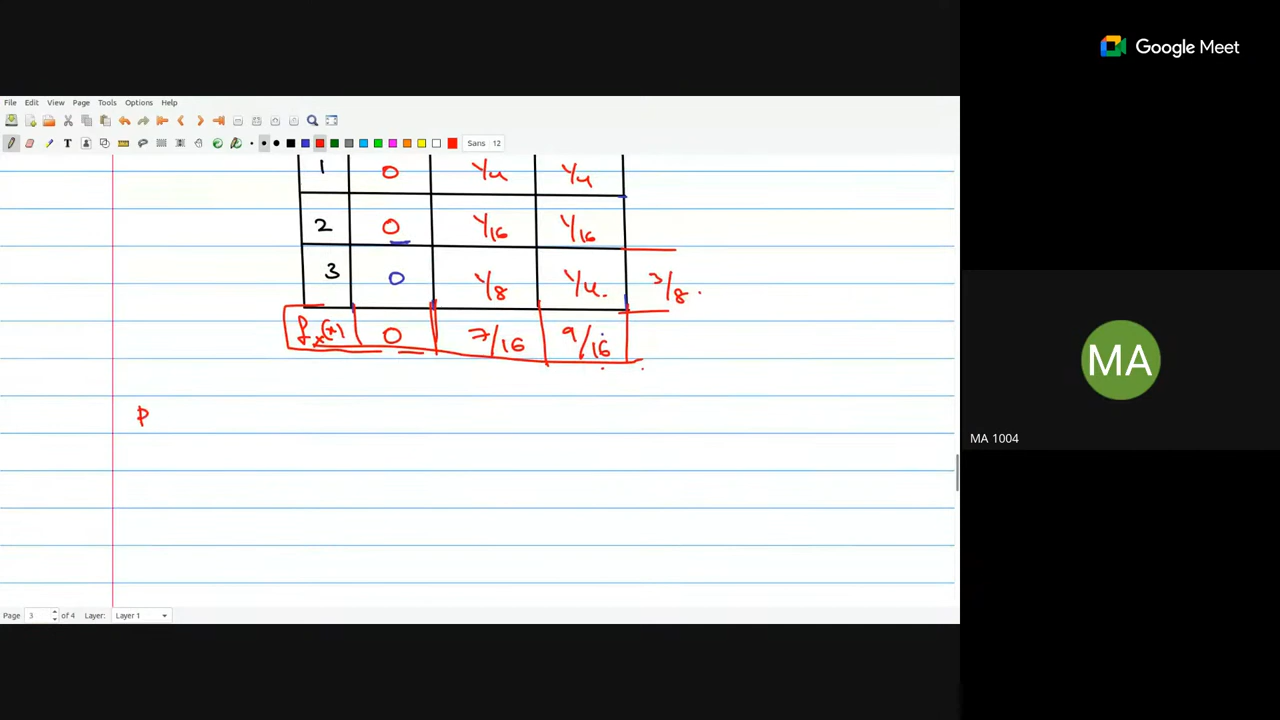 Google Meet
File Edit View Page Tools Options Help
T Sans 12
1 0 1/4 1/4
2 0 1/16 1/16
3 0 1/8 1/4. 3/8.
fₓ(x) 0 7/16 9/16
P
MA
MA 1004
Page 3 of 4 Layer: Layer 1